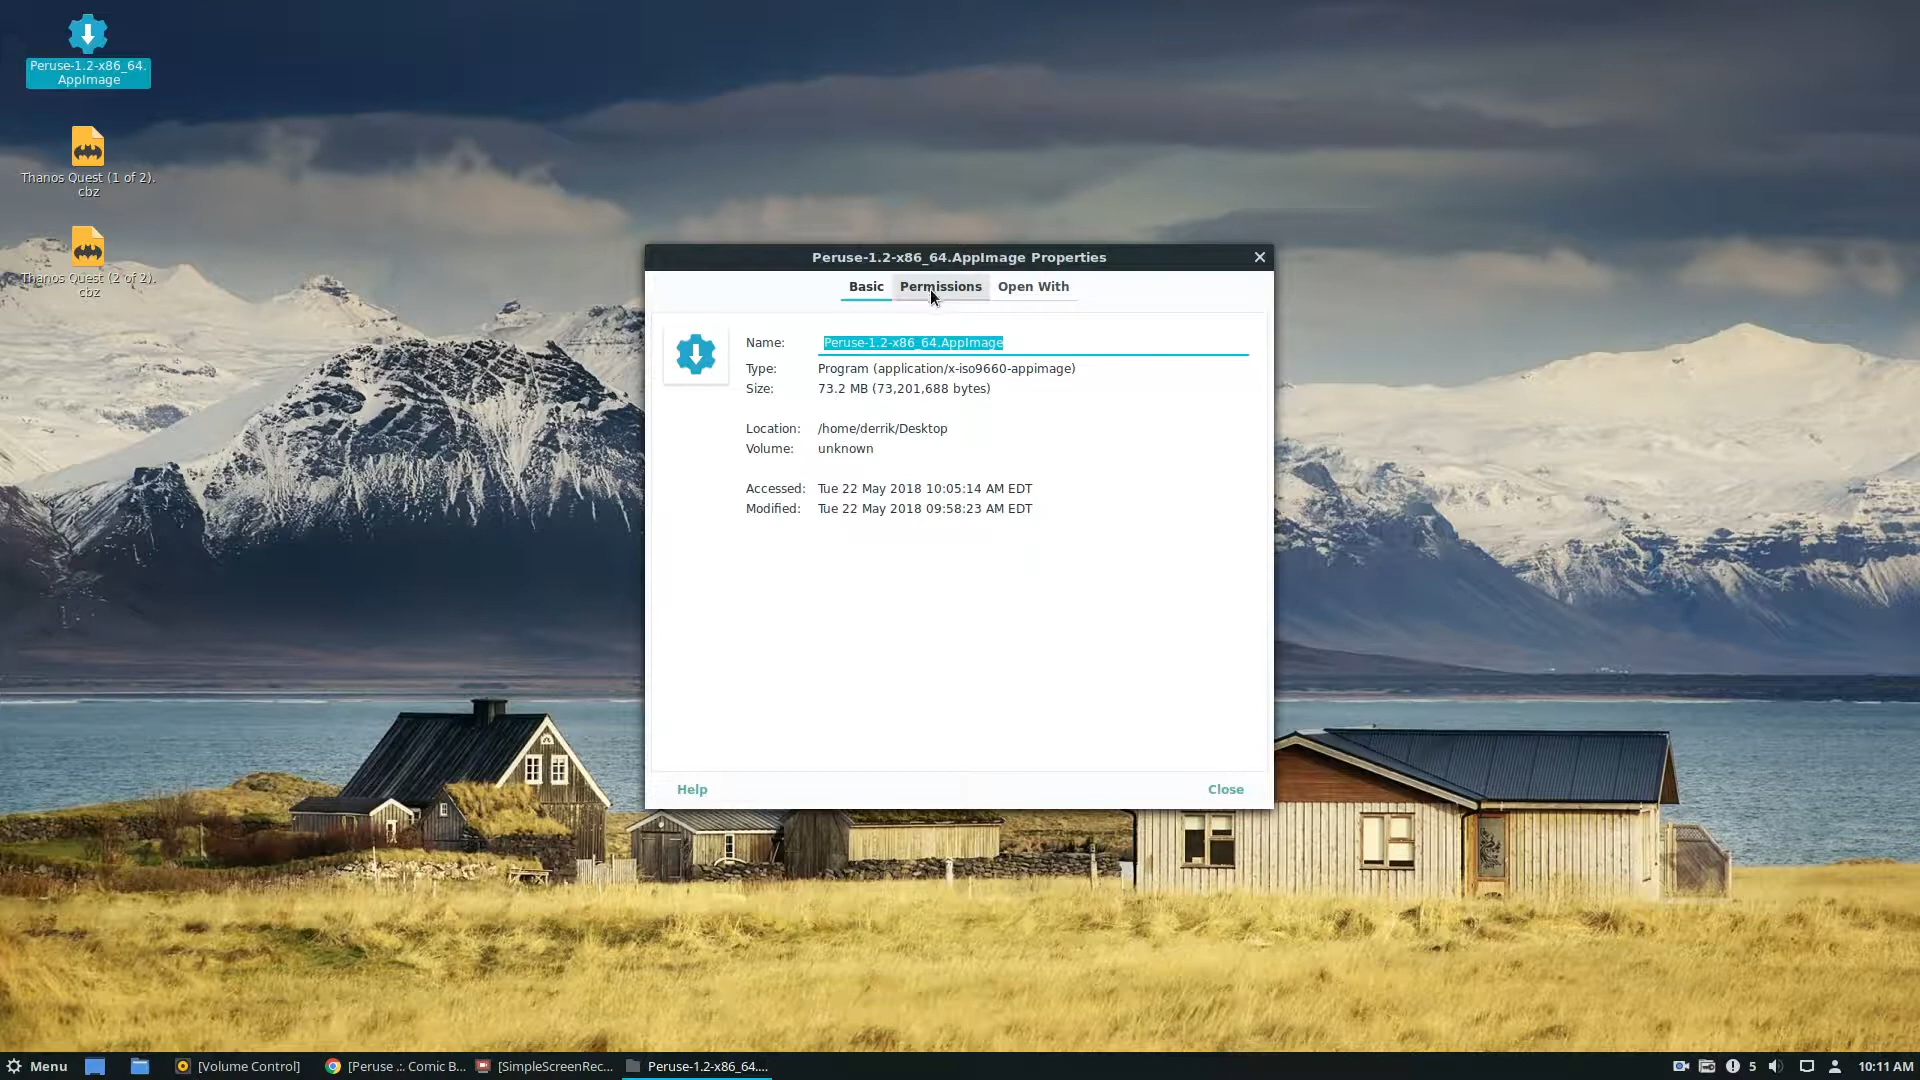 Peruse-1.2-x86_64.
AppImage
Thanos Quest (1 of 2).
cbz
Thanos Quest (2 of 2).
cbz
Peruse-1.2-x86_64.AppImage Properties
Basic Permissions Open With
Name: Peruse-1.2-x86_64.AppImage
Type: Program (application/x-iso9660-appimage)
Size: 73.2 MB (73,201,688 bytes)
Location: /home/derrik/Desktop
Volume: unknown
Accessed: Tue 22 May 2018 10:05:14 AM EDT
Modified: Tue 22 May 2018 09:58:23 AM EDT
Help Close
Menu [Volume Control] [Peruse .:. Comic B... [SimpleScreenRec... Peruse-1.2-x86_64.... 5 10:11 AM